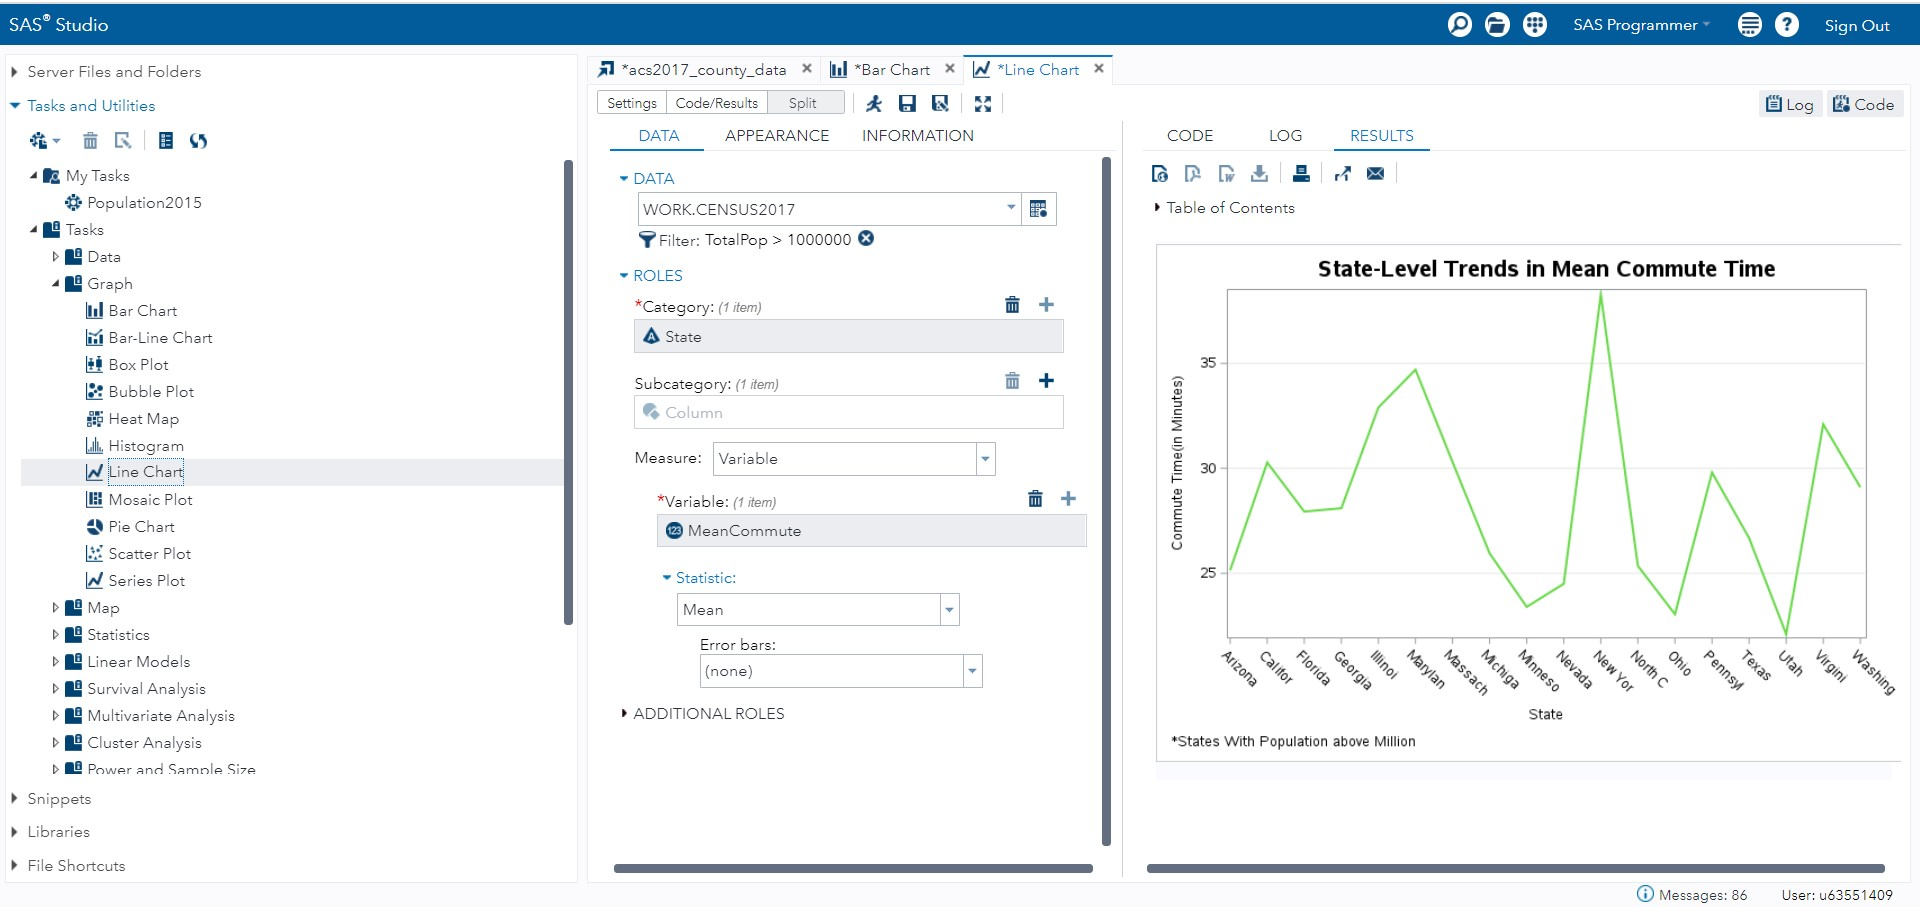 SAS® Studio
SAS Programmer
Sign Out
Server Files and Folders
Tasks and Utilities
My Tasks
Population2015
Tasks
Data
Graph
Bar Chart
Bar-Line Chart
Box Plot
Bubble Plot
Heat Map
Histogram
Line Chart
Mosaic Plot
Pie Chart
Scatter Plot
Series Plot
Map
Statistics
Linear Models
Survival Analysis
Multivariate Analysis
Cluster Analysis
Power and Sample Size
Snippets
Libraries
File Shortcuts
*acs2017_county_data
*Bar Chart
*Line Chart
Settings
Code/Results
Split
Log
Code
DATA
APPEARANCE
INFORMATION
DATA
WORK.CENSUS2017
Filter: TotalPop > 1000000
ROLES
*Category: (1 item)
State
Subcategory: (1 item)
Column
Measure:
Variable
*Variable: (1 item)
MeanCommute
Statistic:
Mean
Error bars:
(none)
ADDITIONAL ROLES
CODE
LOG
RESULTS
Table of Contents
State-Level Trends in Mean Commute Time
Commute Time(in Minutes)
35
30
25
Arizona
Califor
Florida
Georgia
Illinoi
Marylan
Massach
Michiga
Minneso
Nevada
New Yor
North C
Ohio
Pennsyl
Texas
Utah
Virgini
Washing
State
*States With Population above Million
Messages: 86
User: u63551409